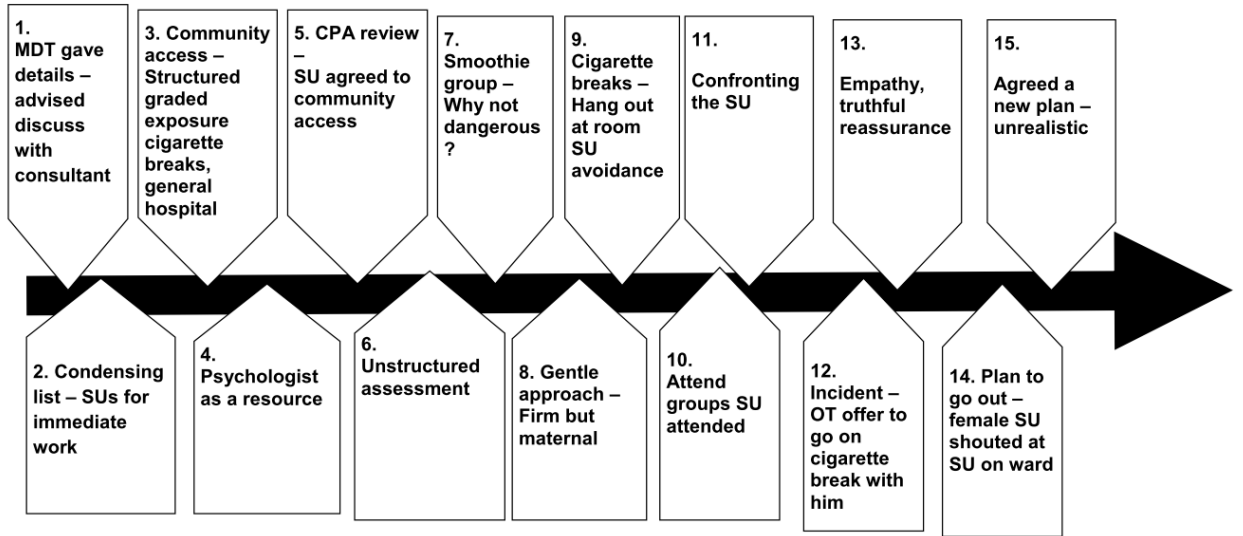 1.
MDT gave
details –
advised
discuss
with
consultant
2. Condensing
list – SUs for
immediate
work
3. Community
access –
Structured
graded
exposure
cigarette
breaks,
general
hospital
4.
Psychologist
as a resource
5. CPA review
–
SU agreed to
community
access
6.
Unstructured
assessment
7.
Smoothie
group –
Why not
dangerous
?
8. Gentle
approach –
Firm but
maternal
9.
Cigarette
breaks –
Hang out
at room
SU
avoidance
10.
Attend
groups SU
attended
11.
Confronting
the SU
12.
Incident –
OT offer to
go on
cigarette
break with
him
13.
Empathy,
truthful
reassurance
14. Plan to
go out –
female SU
shouted at
SU on ward
15.
Agreed a
new plan –
unrealistic